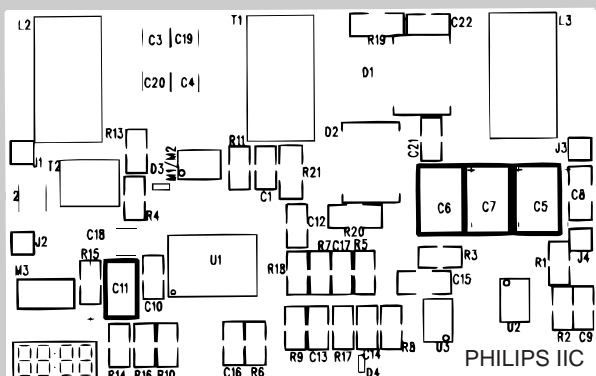 L2
T1
L3
C3 C19
R19
C22
C20 C4
D1
R13
R11
D2
C21
J1
T2
D3
M1/M2
C1
R21
J3
2
R4
C12
R20
C6
C7
C5
C8
J2
C18
U1
R7 C17 R5
R3
J4
M3
R15
C11
C10
R18
C15
R1
U2
R2 C9
R14 R16 R10
C16 R6
R9 C13 R17 C14 R8
U3
D4
PHILIPS IIC